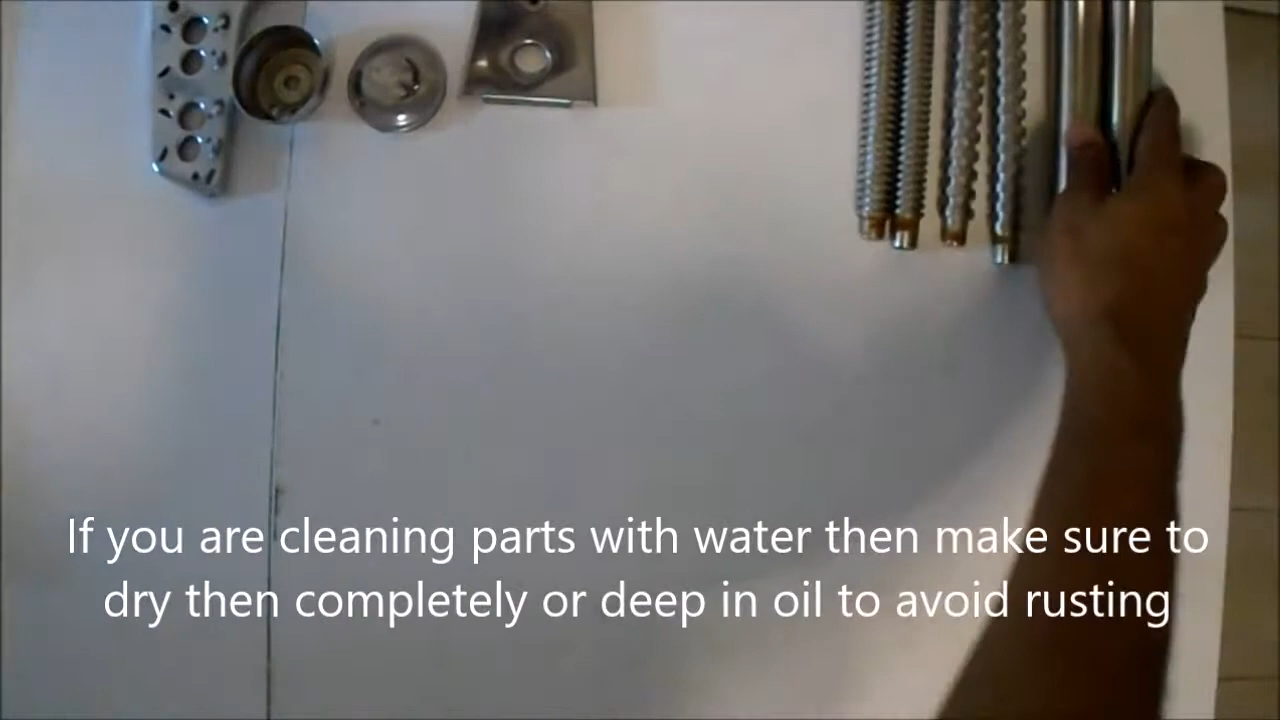 If you are cleaning parts with water then make sure to
dry then completely or deep in oil to avoid rusting